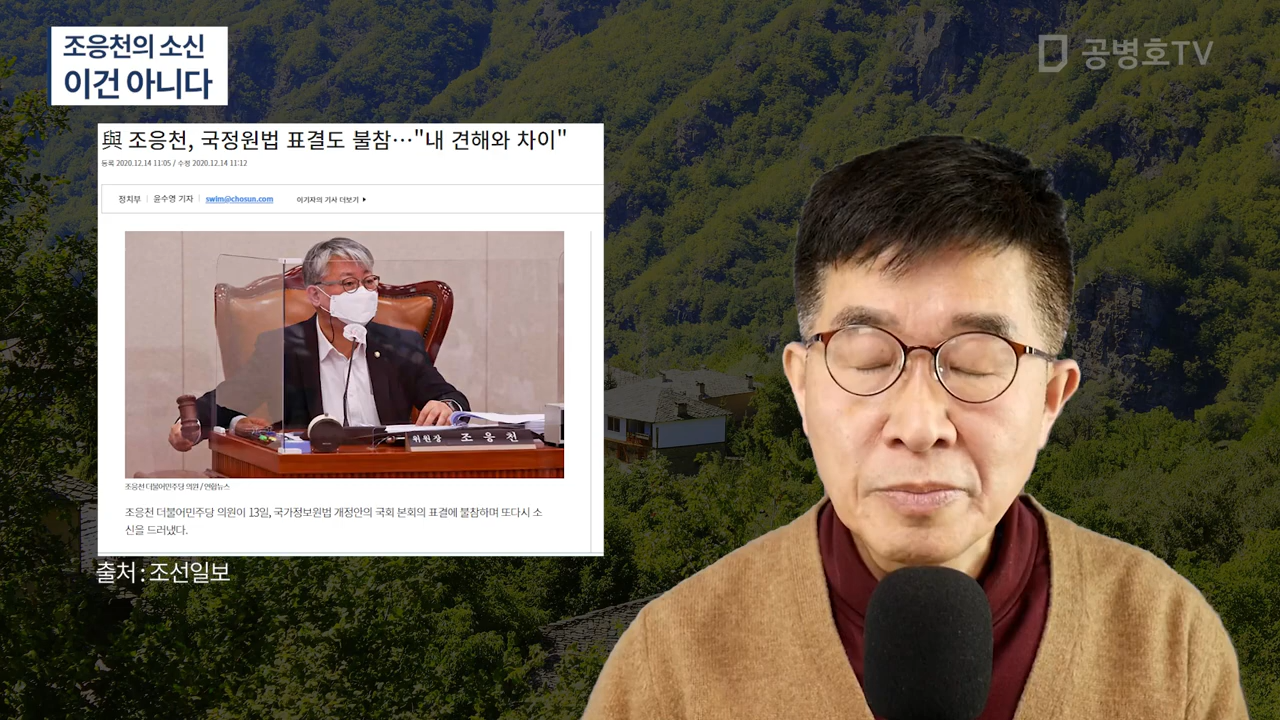 조응천의 소신
이건 아니다
공병호TV
與 조응천, 국정원법 표결도 불참…"내 견해와 차이"
등록 2020.12.14 11:05 / 수정 2020.12.14 11:12
정치부 | 윤수영 기자 | swim@chosun.com 이기자의 기사 더보기 ▶
위원장 조응천
조응천 더불어민주당 의원 / 연합뉴스
조응천 더불어민주당 의원이 13일, 국가정보원법 개정안의 국회 본회의 표결에 불참하며 또다시 소
신을 드러냈다.
출처 : 조선일보